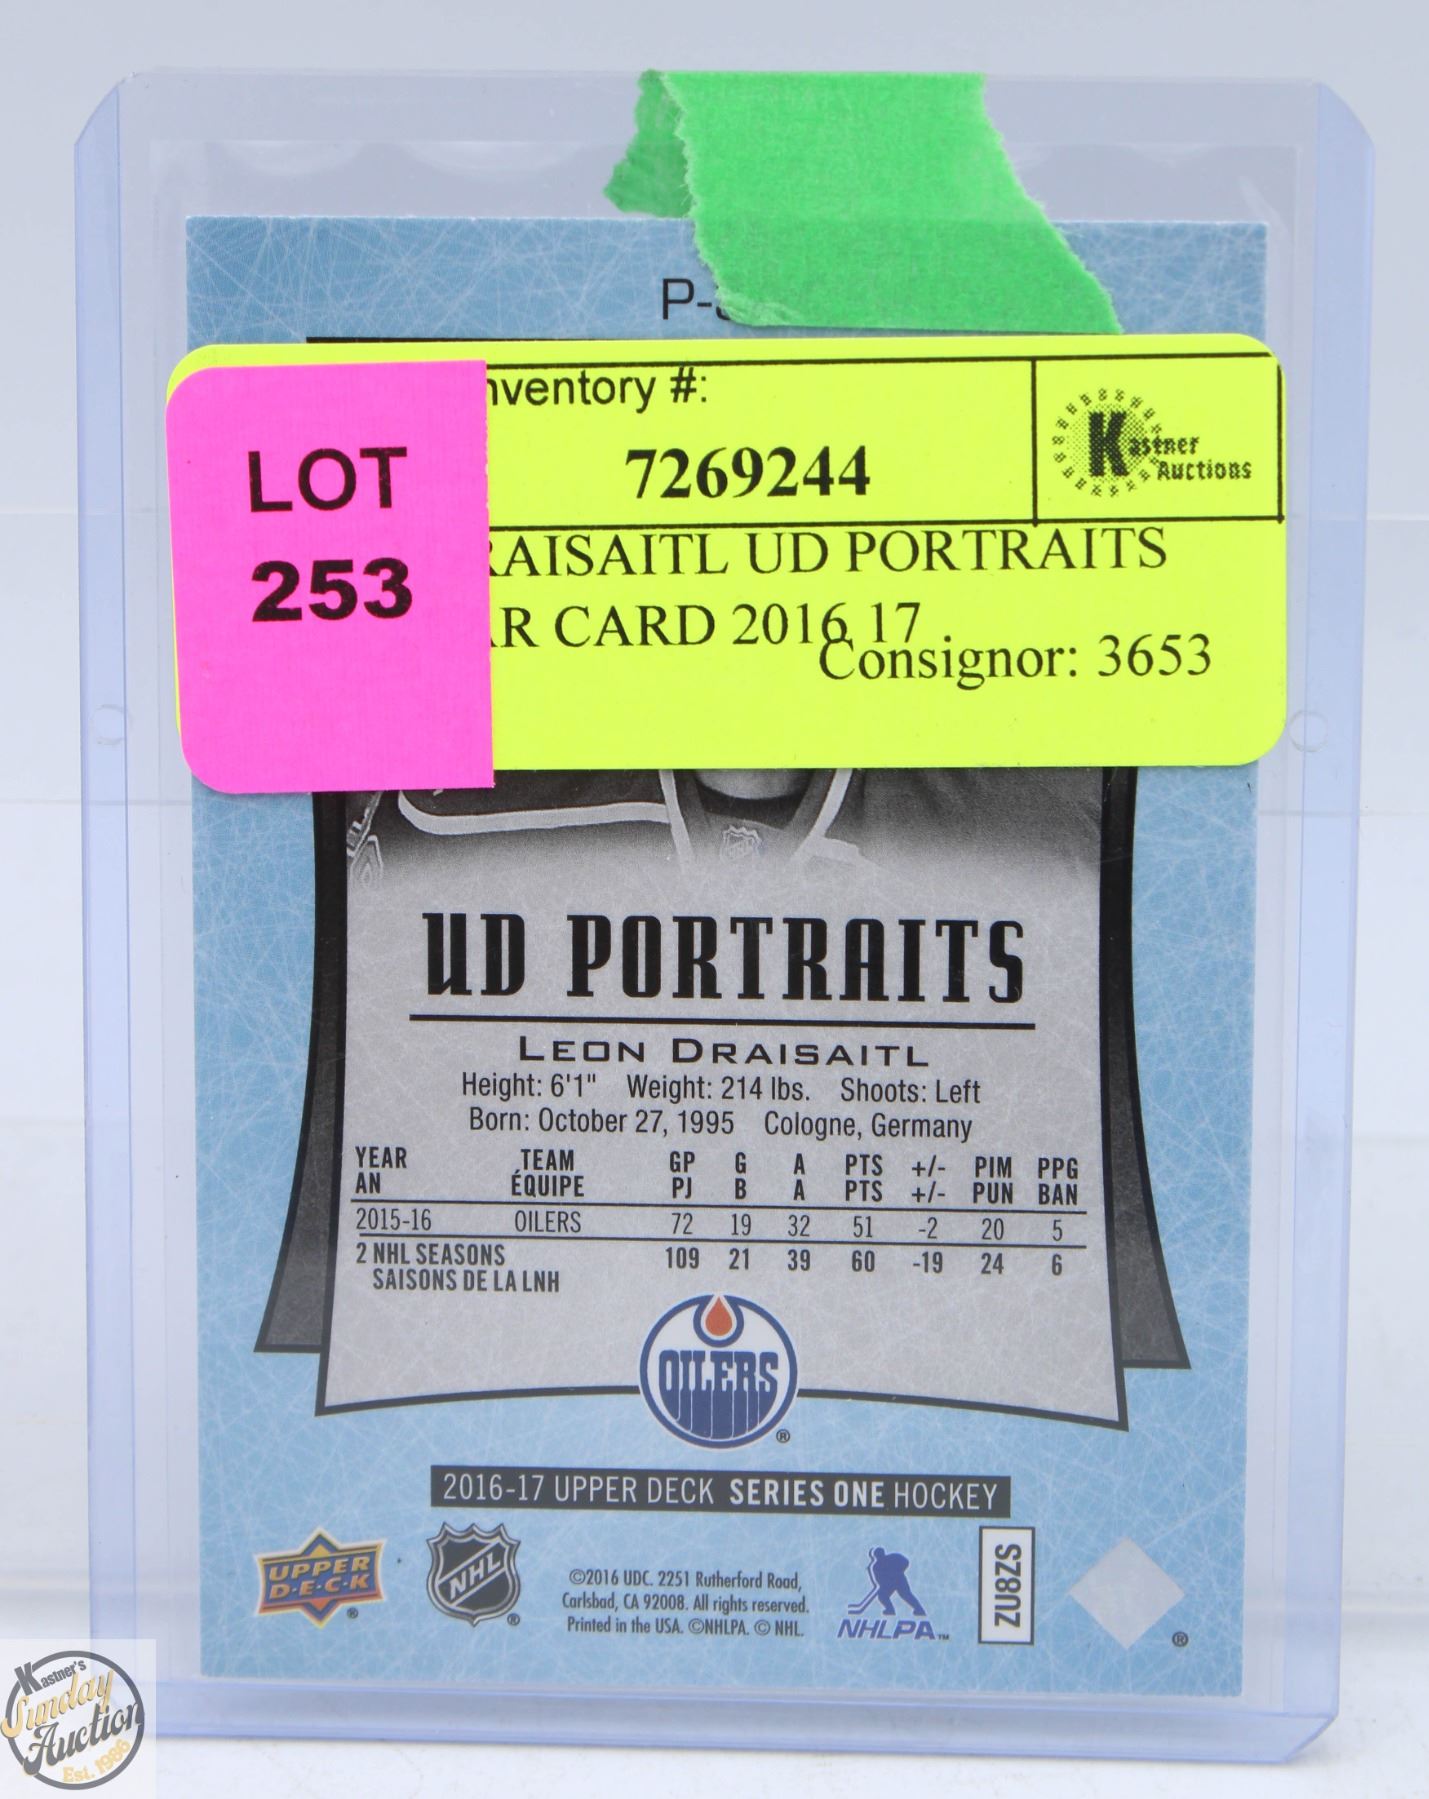 Inventory #:
Kastner
Auctions
LOT
7269244
253
UD PORTRAITS
CARD 2016 17
Consignor: 3653
UD PORTRAITS
LEON DRAISAITL
Height: 6'1" Weight: 214 lbs. Shoots: Left
Born: October 27, 1995 Cologne, Germany
YEAR TEAM GP G A PTS +/- PIM PPG
AN ÉQUIPE PJ B A PTS +/- PUN BAN
2015-16 OILERS 72 19 32 51 -2 20 5
2 NHL SEASONS 109 21 39 60 -19 24 6
SAISONS DE LA LNH
OILERS
®
2016-17 UPPER DECK SERIES ONE HOCKEY
UPPER
D·E·C·K
®
NHL
®
©2016 UDC. 2251 Rutherford Road,
Carlsbad, CA 92008. All rights reserved.
Printed in the USA. ©NHLPA. © NHL.
NHLPA™
ZU8ZS
®
Kastner's
Sunday
Auction
Est. 1986